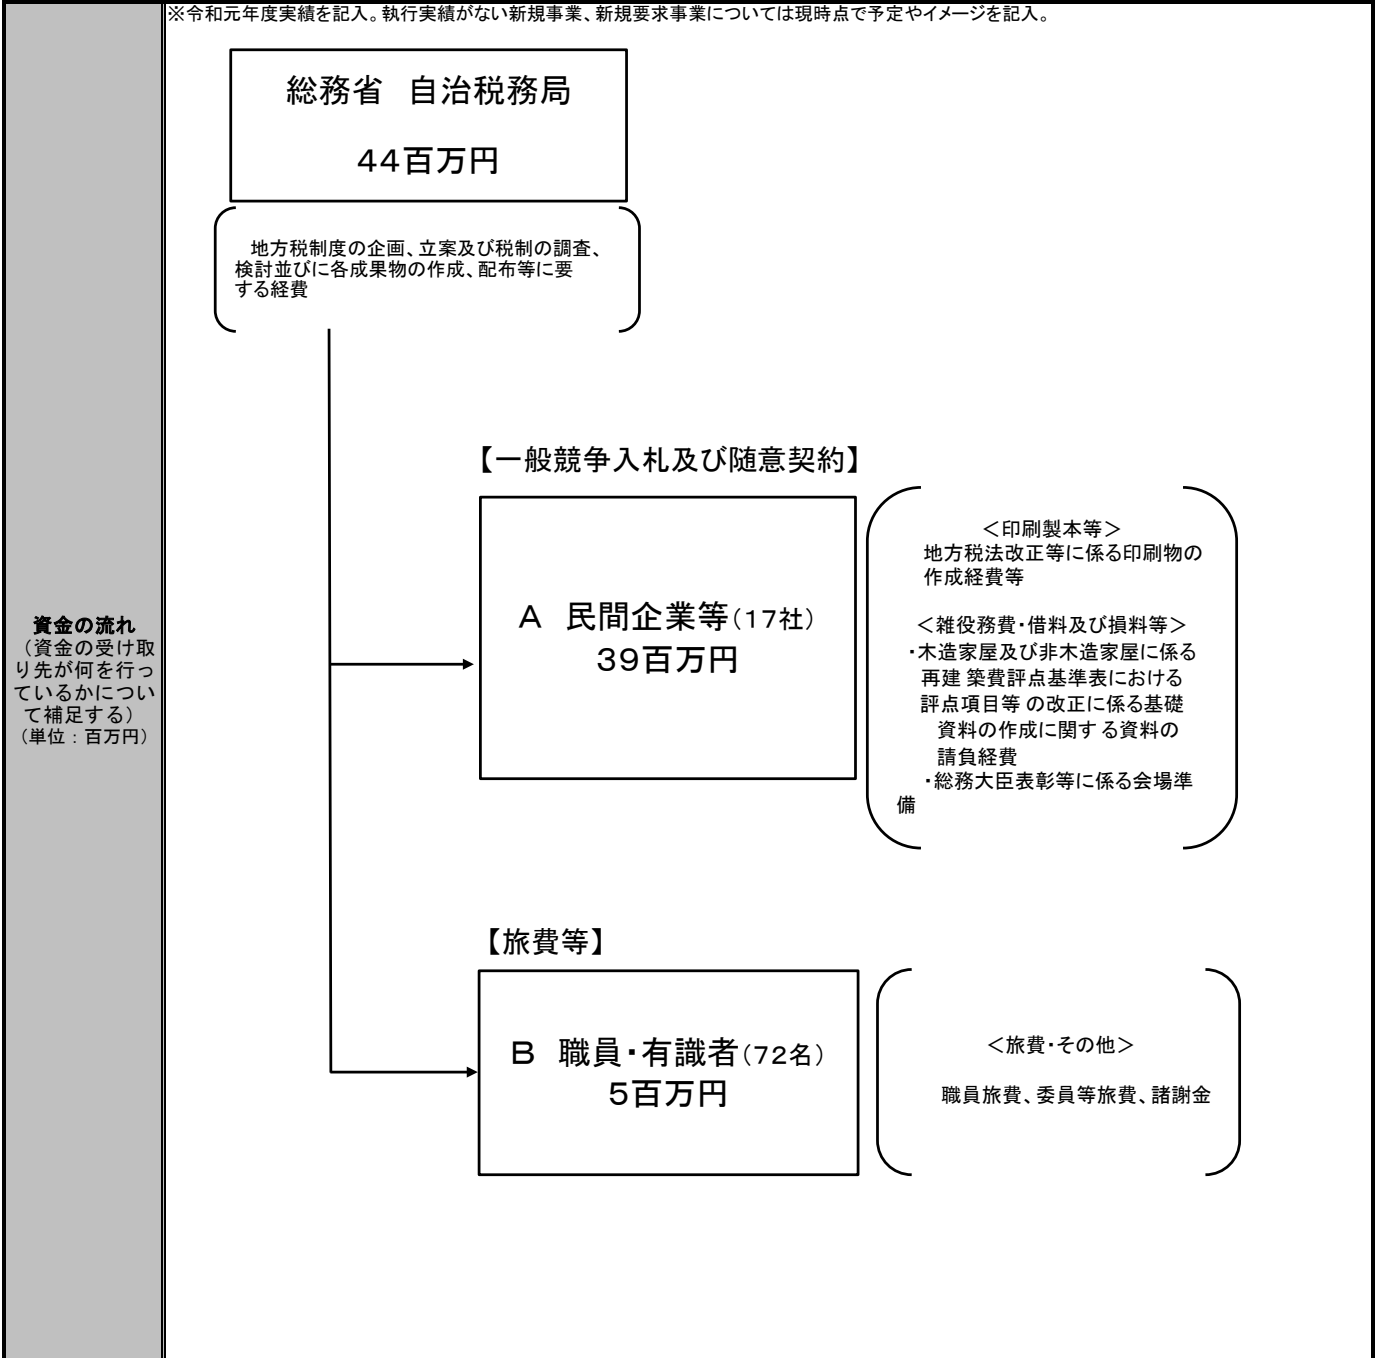 ※令和元年度実績を記入。執行実績がない新規事業、新規要求事業については現時点で予定やイメージを記入。
総務省　自治税務局
44百万円
地方税制度の企画、立案及び税制の調査、
検討並びに各成果物の作成、配布等に要
する経費
資金の流れ
（資金の受け取
り先が何を行っ
ているかについ
て補足する）
（単位：百万円）
【一般競争入札及び随意契約】
A　民間企業等（17社）
39百万円
＜印刷製本等＞
地方税法改正等に係る印刷物の
作成経費等
＜雑役務費・借料及び損料等＞
・木造家屋及び非木造家屋に係る
再建 築費評点基準表における
評点項目等 の改正に係る基礎
資料の作成に関す る資料の
請負経費
・総務大臣表彰等に係る会場準
備
【旅費等】
B　職員・有識者（72名）
5百万円
＜旅費・その他＞
職員旅費、委員等旅費、諸謝金